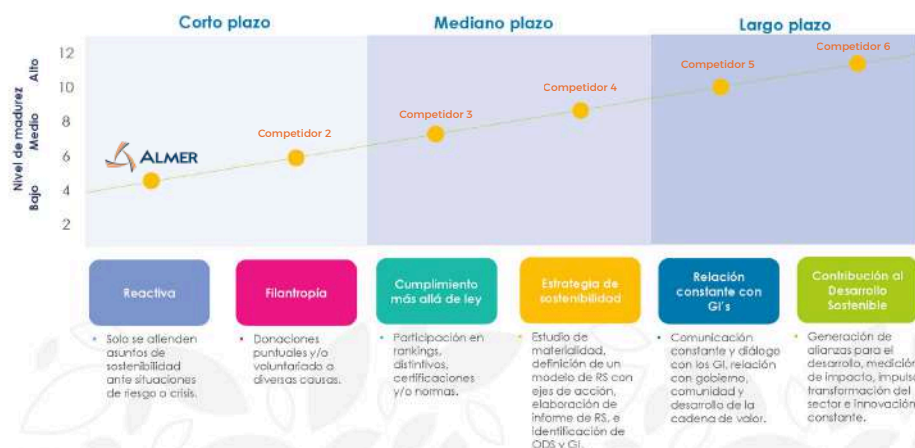 Corto plazo
Mediano plazo
Largo plazo
Nivel de madurez
Bajo Medio Alto
12
10
8
6
4
2
ALMER
Competidor 2
Competidor 3
Competidor 4
Competidor 5
Competidor 6
Reactiva
• Solo se atienden
asuntos de
sostenibilidad
ante situaciones
de riesgo o crisis.
Filantropía
• Donaciones
puntuales y/o
voluntariado a
diversas causas.
Cumplimiento
más allá de ley
• Participación en
rankings,
distintivos,
certificaciones
y/o normas.
Estrategia de
sostenibilidad
• Estudio de
materialidad,
definición de un
modelo de RS con
ejes de acción,
elaboración de
informe de RS, e
identificación de
ODS y GI.
Relación
constante con
GI's
• Comunicación
constante y diálogo
con los GI, relación
con gobierno,
comunidad y
desarrollo de la
cadena de valor.
Contribución al
Desarrollo
Sostenible
• Generación de
alianzas para el
desarrollo, medición
de impacto, impulso
transformación del
sector e innovación
constante.